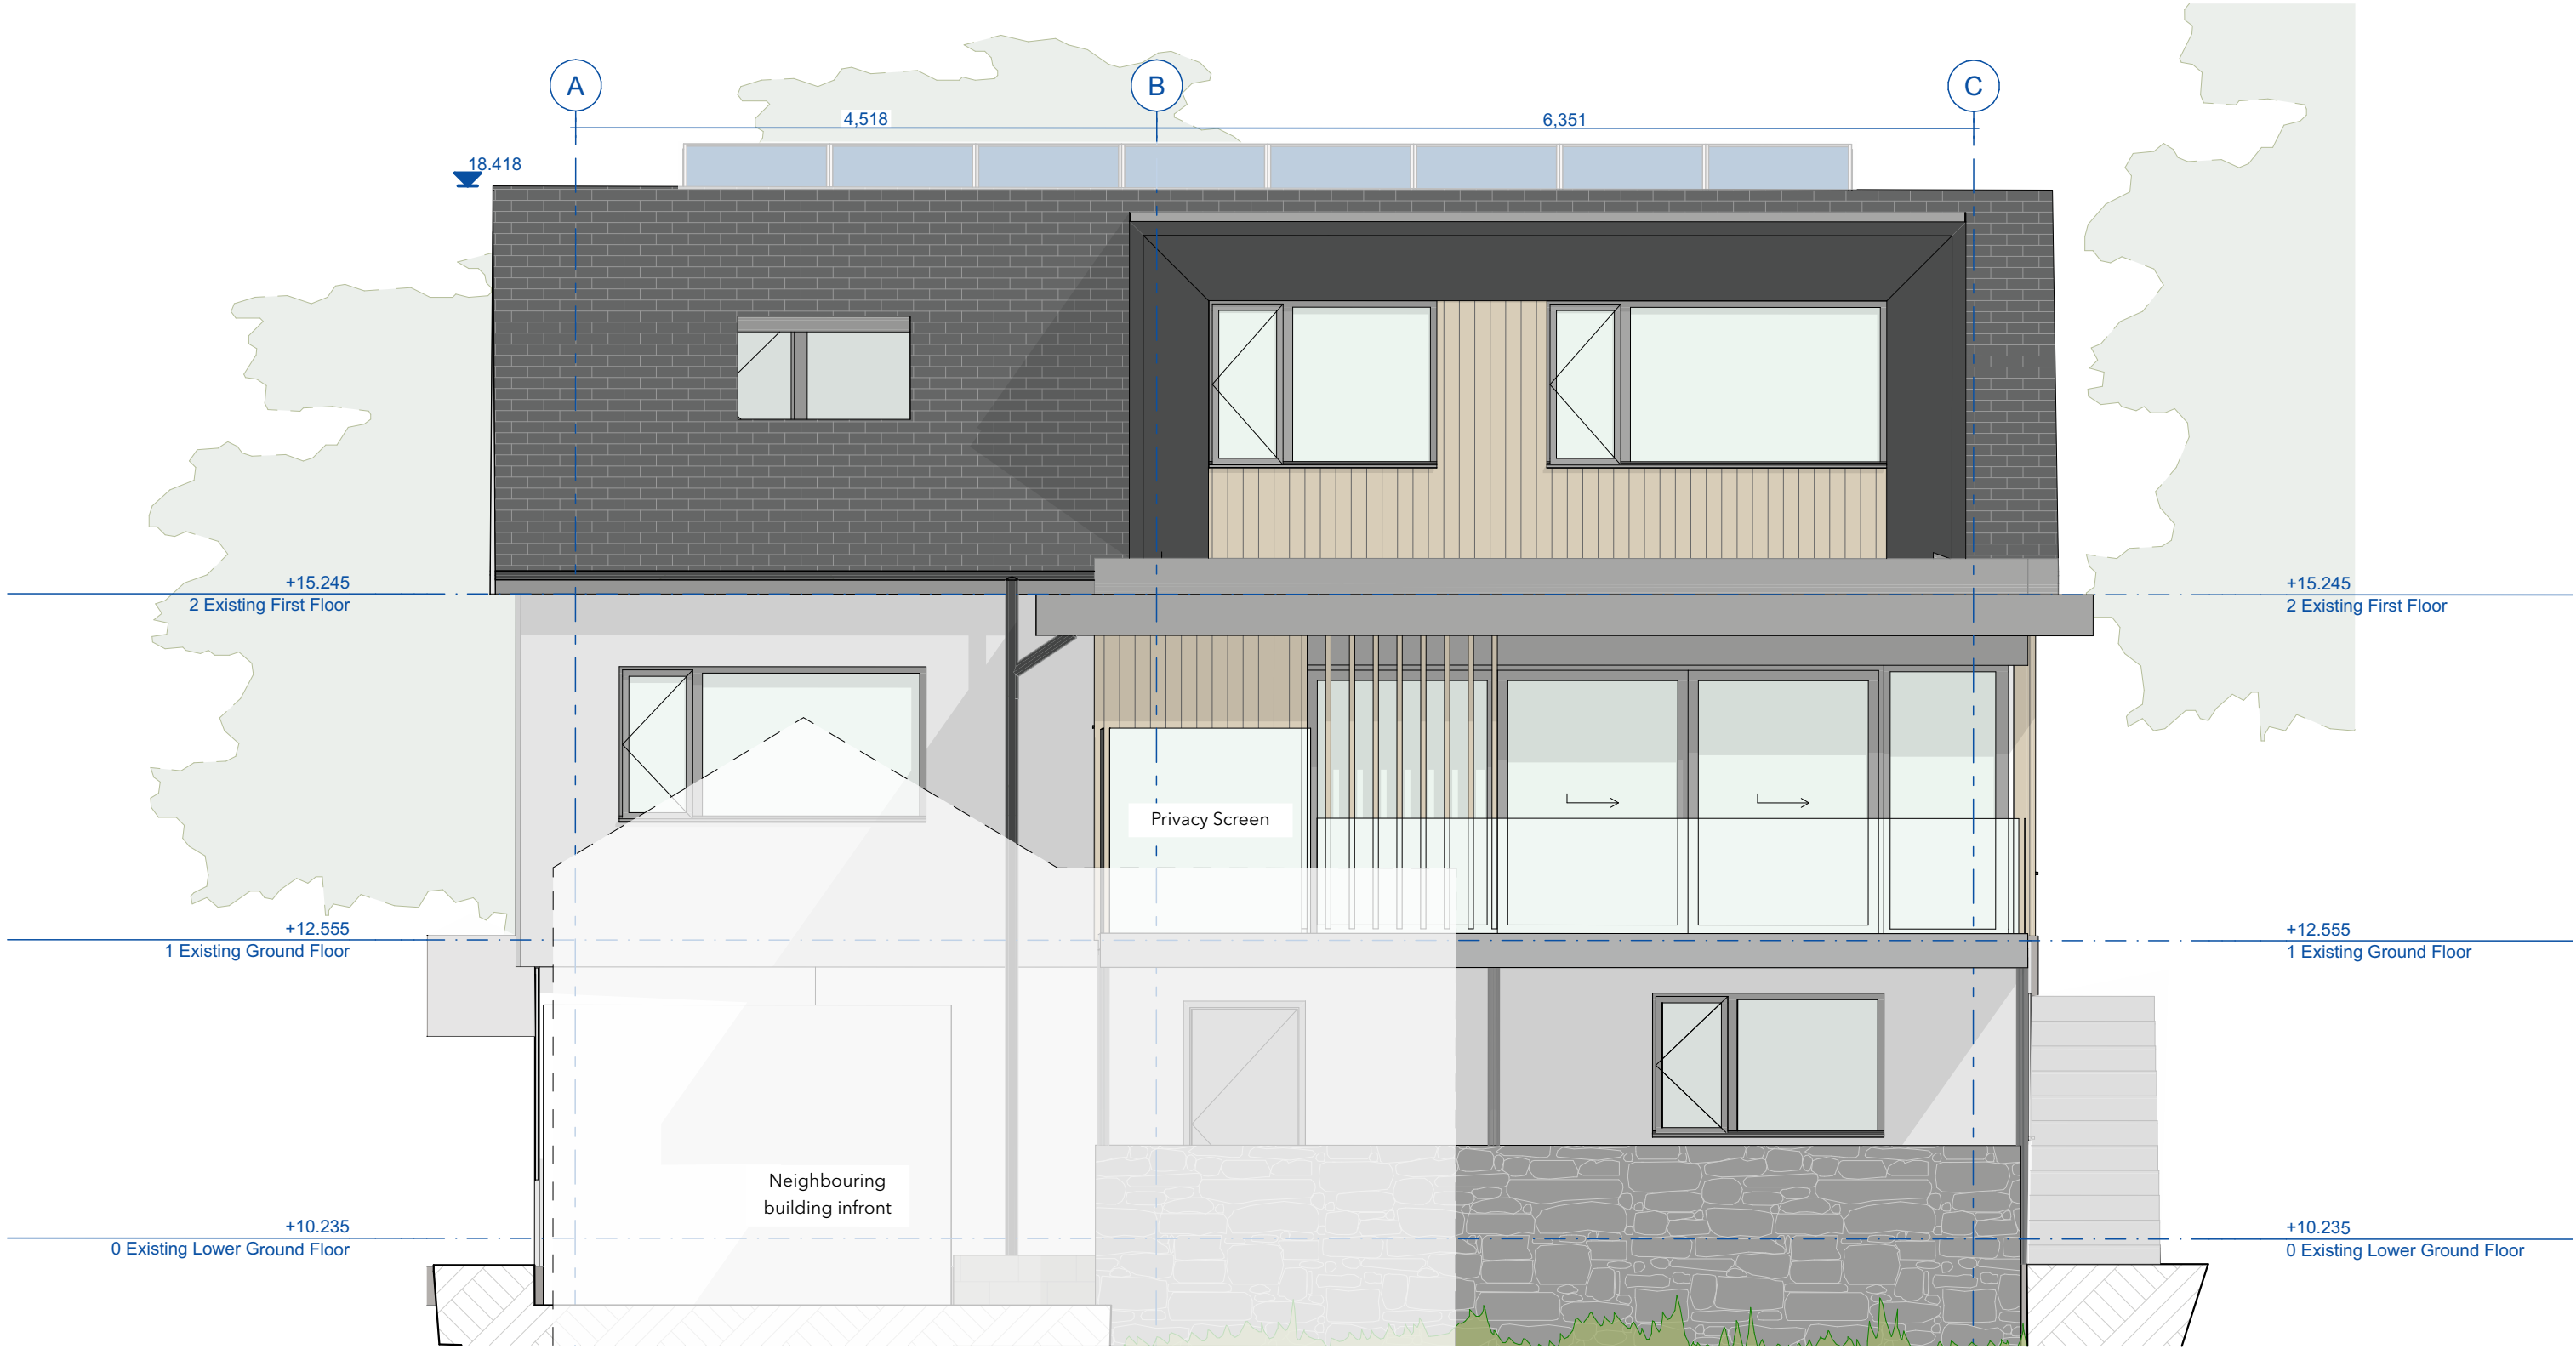 A
B
C
4,518
6,351
18.418
+15.245
2 Existing First Floor
+15.245
2 Existing First Floor
Privacy Screen
+12.555
1 Existing Ground Floor
+12.555
1 Existing Ground Floor
Neighbouring
building infront
+10.235
0 Existing Lower Ground Floor
+10.235
0 Existing Lower Ground Floor